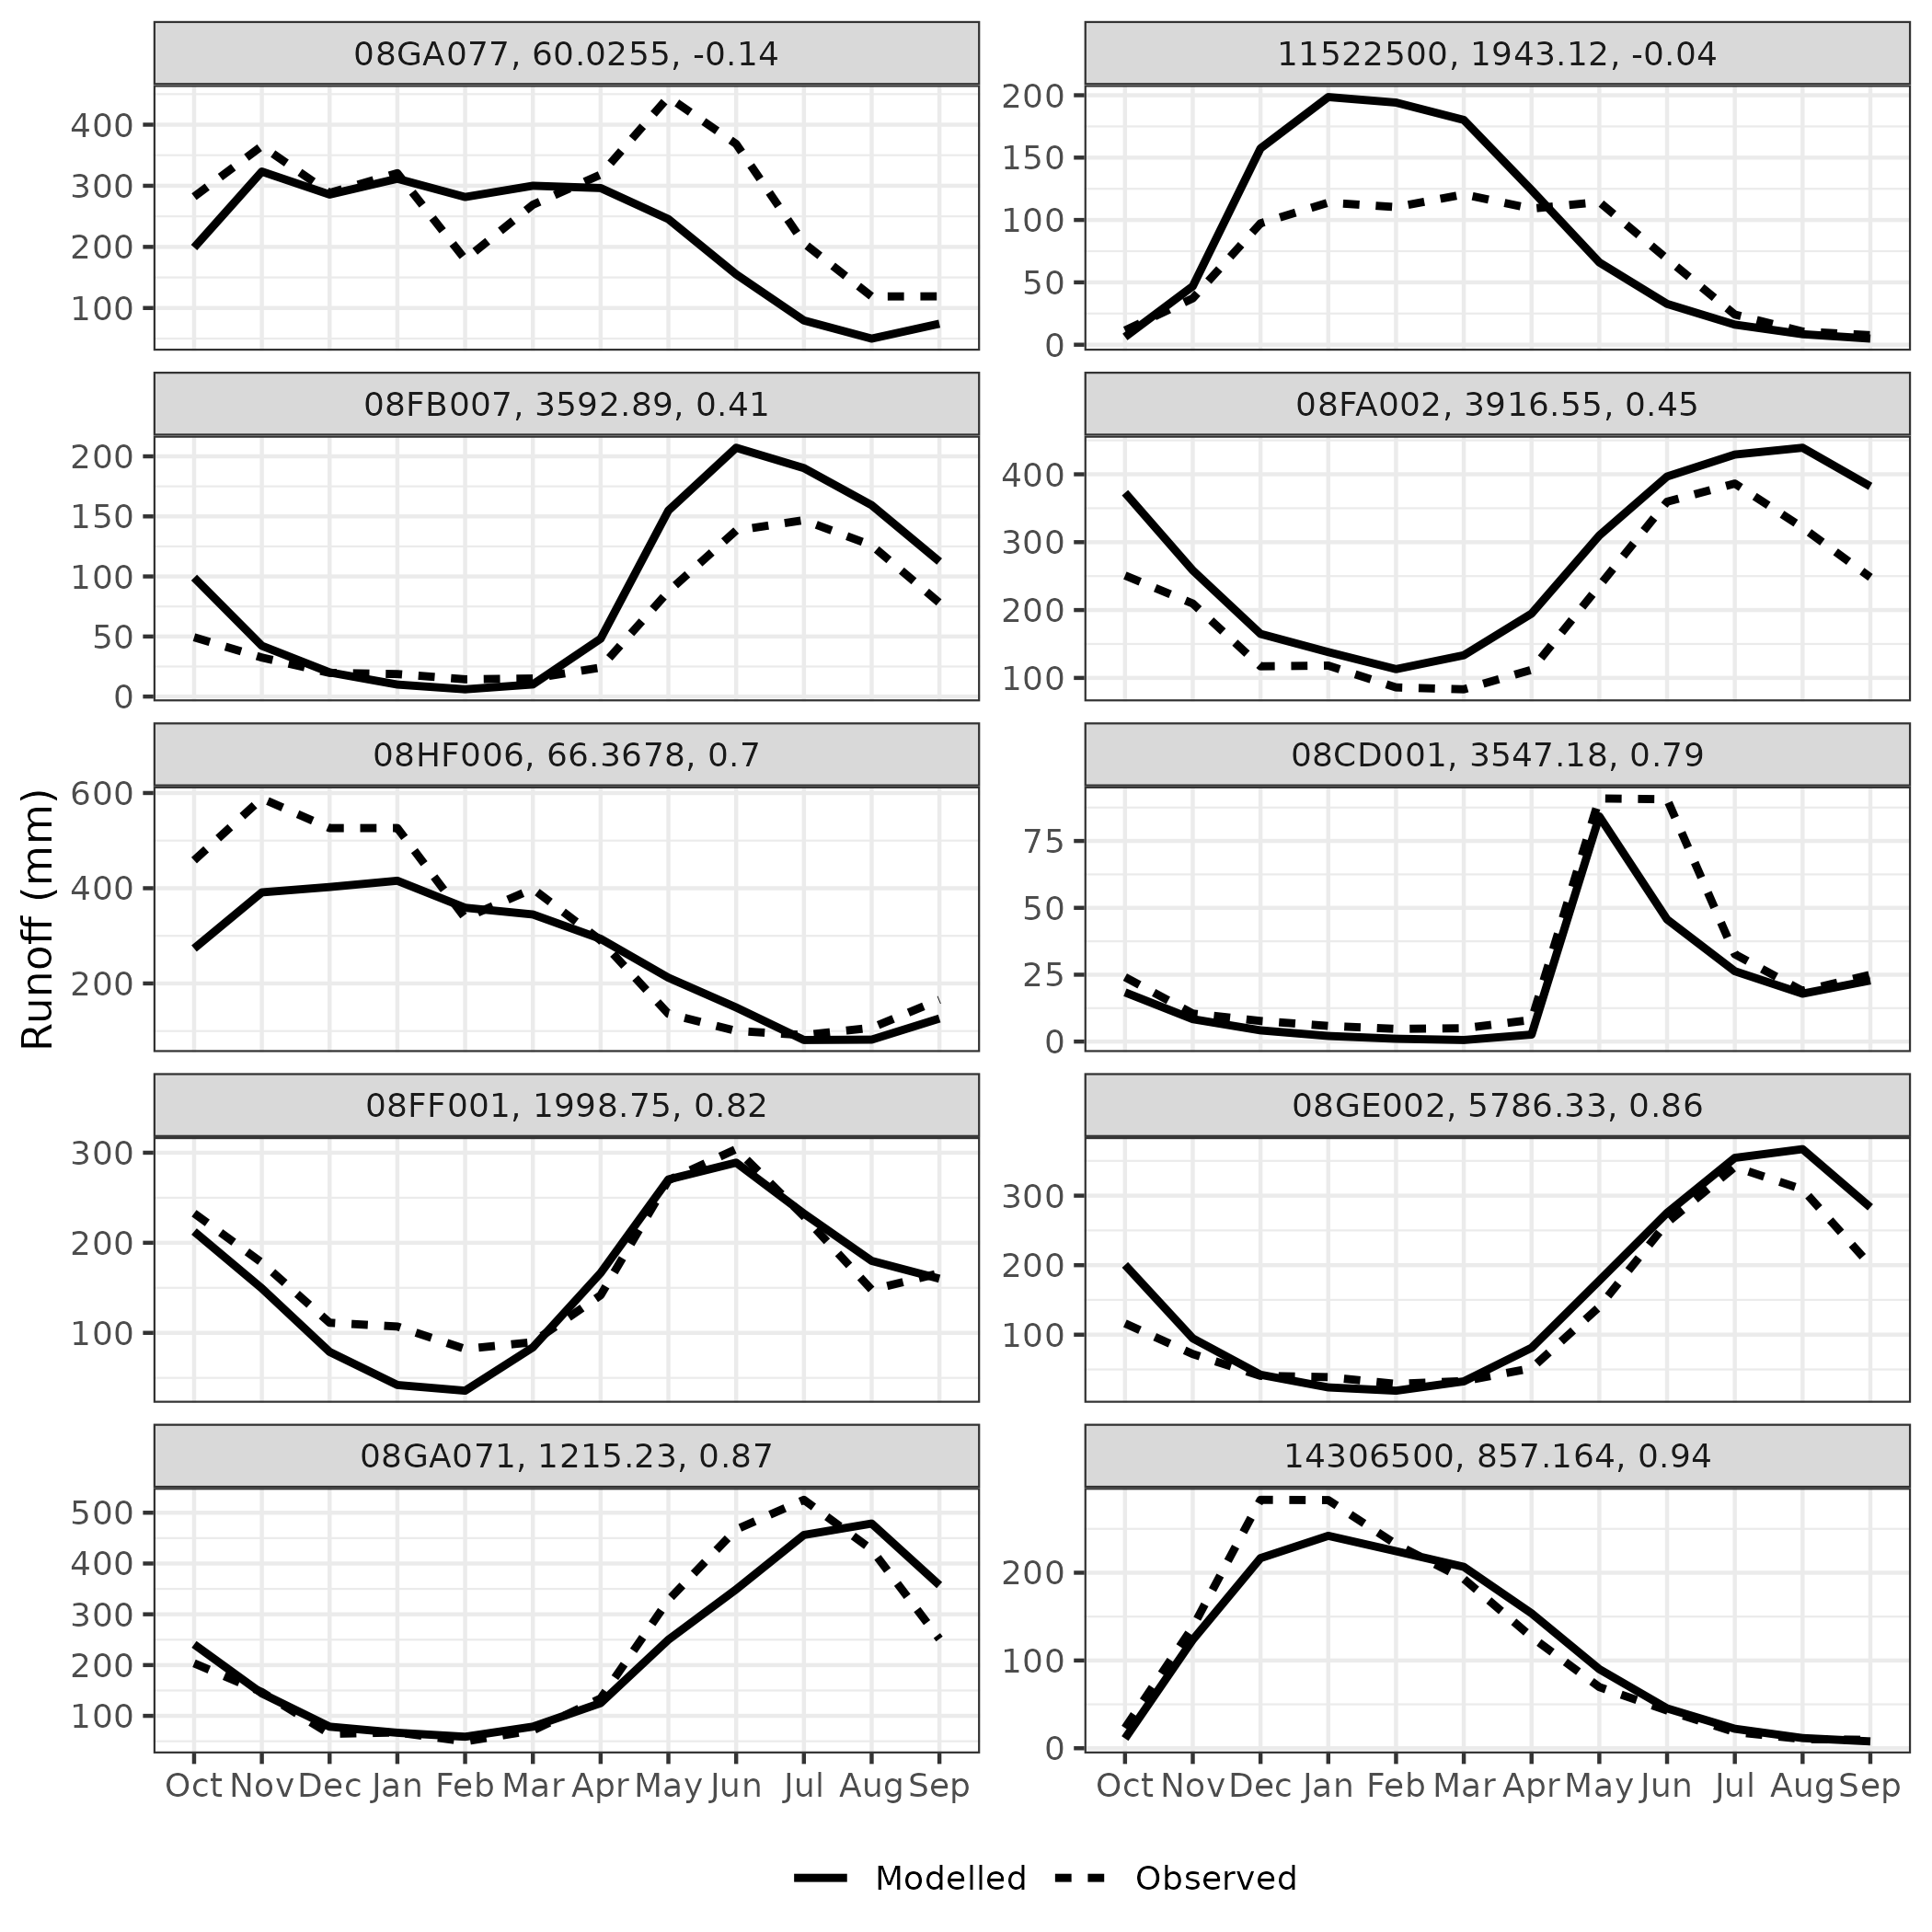 08GA077, 60.0255, -0.14
11522500, 1943.12, -0.04
400
300
200
100
200
150
100
50
0
08FB007, 3592.89, 0.41
08FA002, 3916.55, 0.45
200
150
100
50
0
400
300
200
100
08HF006, 66.3678, 0.7
08CD001, 3547.18, 0.79
600
400
200
75
50
25
0
Runoff (mm)
08FF001, 1998.75, 0.82
08GE002, 5786.33, 0.86
300
200
100
300
200
100
08GA071, 1215.23, 0.87
14306500, 857.164, 0.94
500
400
300
200
100
200
100
0
Oct Nov Dec Jan Feb Mar Apr May Jun Jul Aug Sep
Oct Nov Dec Jan Feb Mar Apr May Jun Jul Aug Sep
Modelled Observed